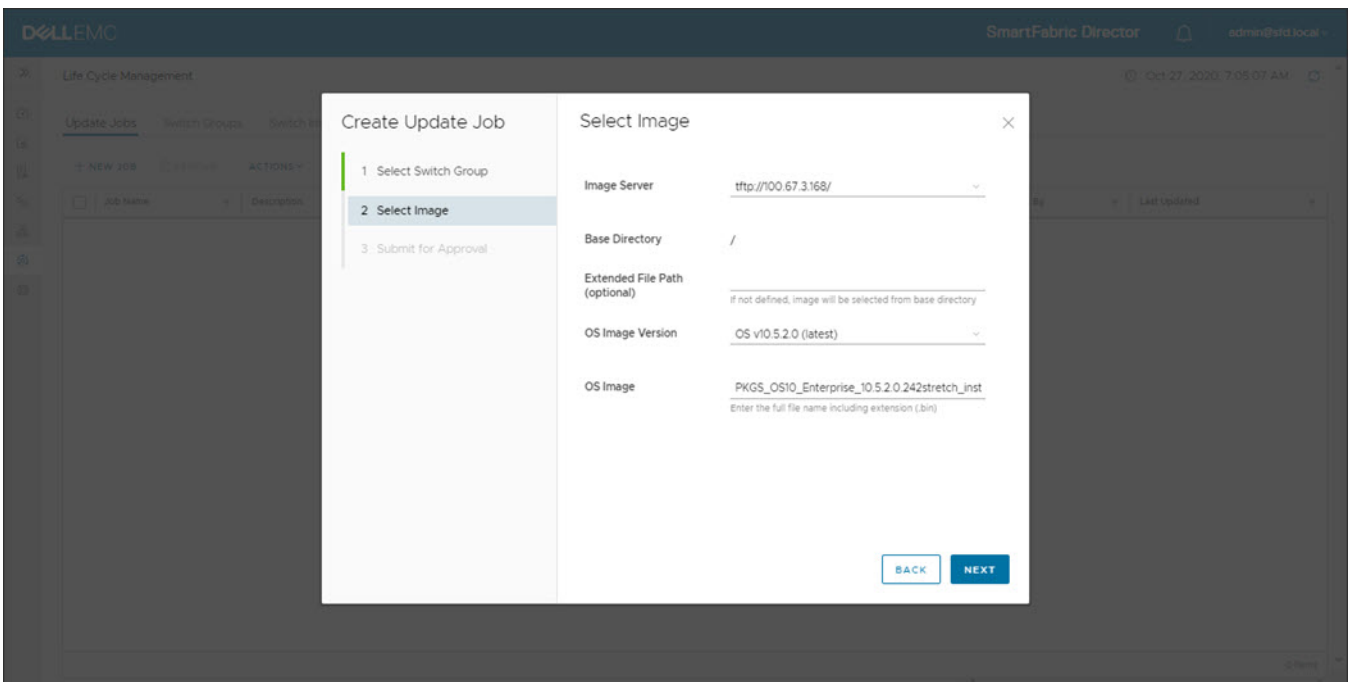 DELLEMC
SmartFabric Director
admin@sfd.local
Life Cycle Management
Oct 27, 2020, 7:05:07 AM
Update Jobs
Switch Groups
Switch
+ NEW JOB
ACTIONS
Job Name
Description
By
Last Updated
Create Update Job
1 Select Switch Group
2 Select Image
3 Submit for Approval
Select Image
Image Server
tftp://100.67.3.168/
Base Directory
/
Extended File Path
(optional)
If not defined, image will be selected from base directory
OS Image Version
OS v10.5.2.0 (latest)
OS Image
PKGS_OS10_Enterprise_10.5.2.0.242stretch_inst
Enter the full file name including extension (.bin)
BACK
NEXT
0 items